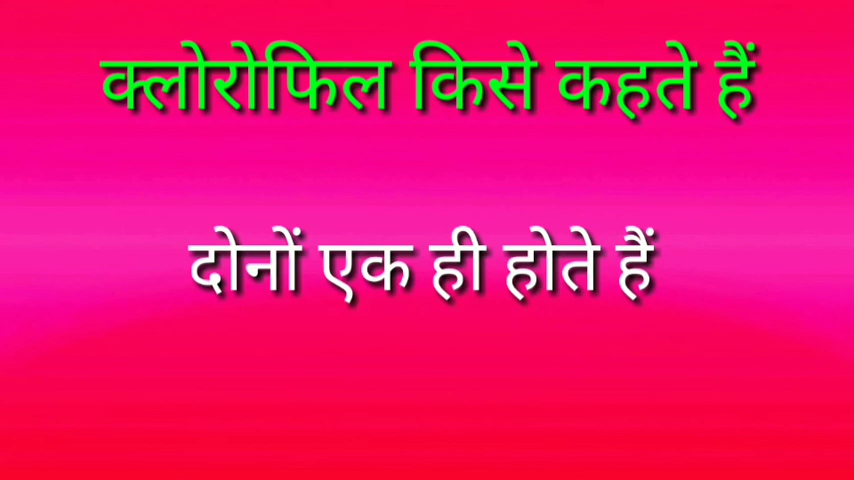 क्लोरोफिल किसे कहते हैं
दोनों एक ही होते हैं